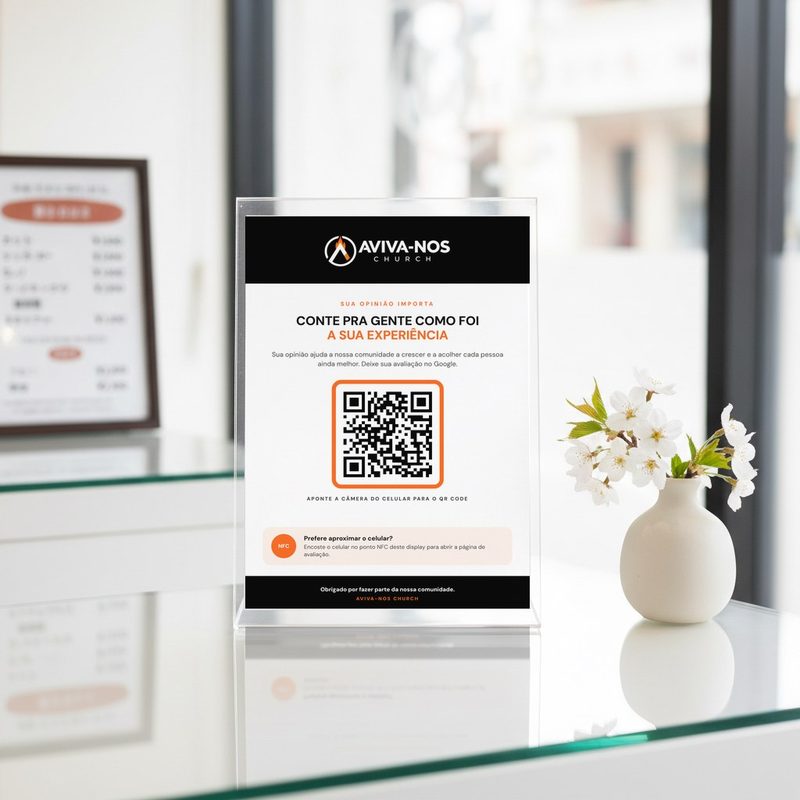 AVIVA-NOS
CHURCH
SUA OPINIÃO IMPORTA
CONTE PRA GENTE COMO FOI
A SUA EXPERIÊNCIA
Sua opinião ajuda a nossa comunidade a crescer e a acolher cada pessoa
ainda melhor. Deixe sua avaliação no Google.
APONTE A CÂMERA DO CELULAR PARA O QR CODE
NFC
Prefere aproximar o celular?
Encoste o celular no ponto NFC deste display para abrir a página de
avaliação.
Obrigado por fazer parte da nossa comunidade.
AVIVA-NOS CHURCH